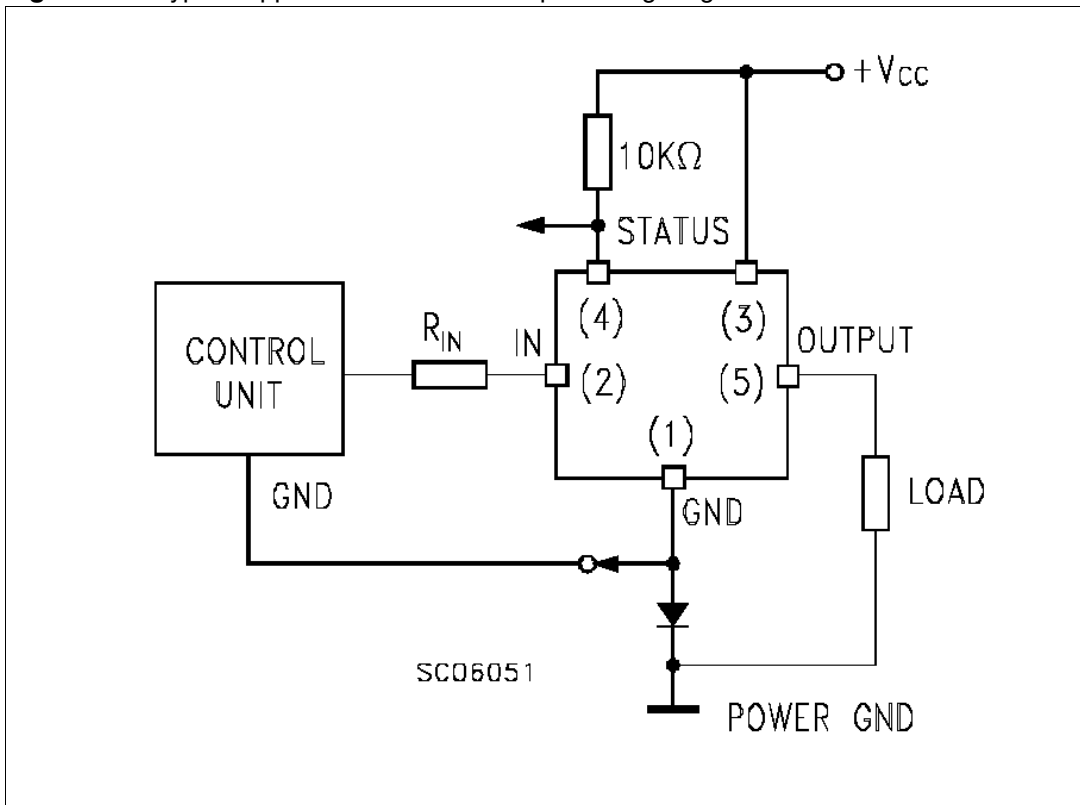 +VCC
10KΩ
STATUS
(4)
(3)
OUTPUT
RIN
IN
(2)
(5)
CONTROL
UNIT
(1)
GND
GND
LOAD
SC06051
POWER GND